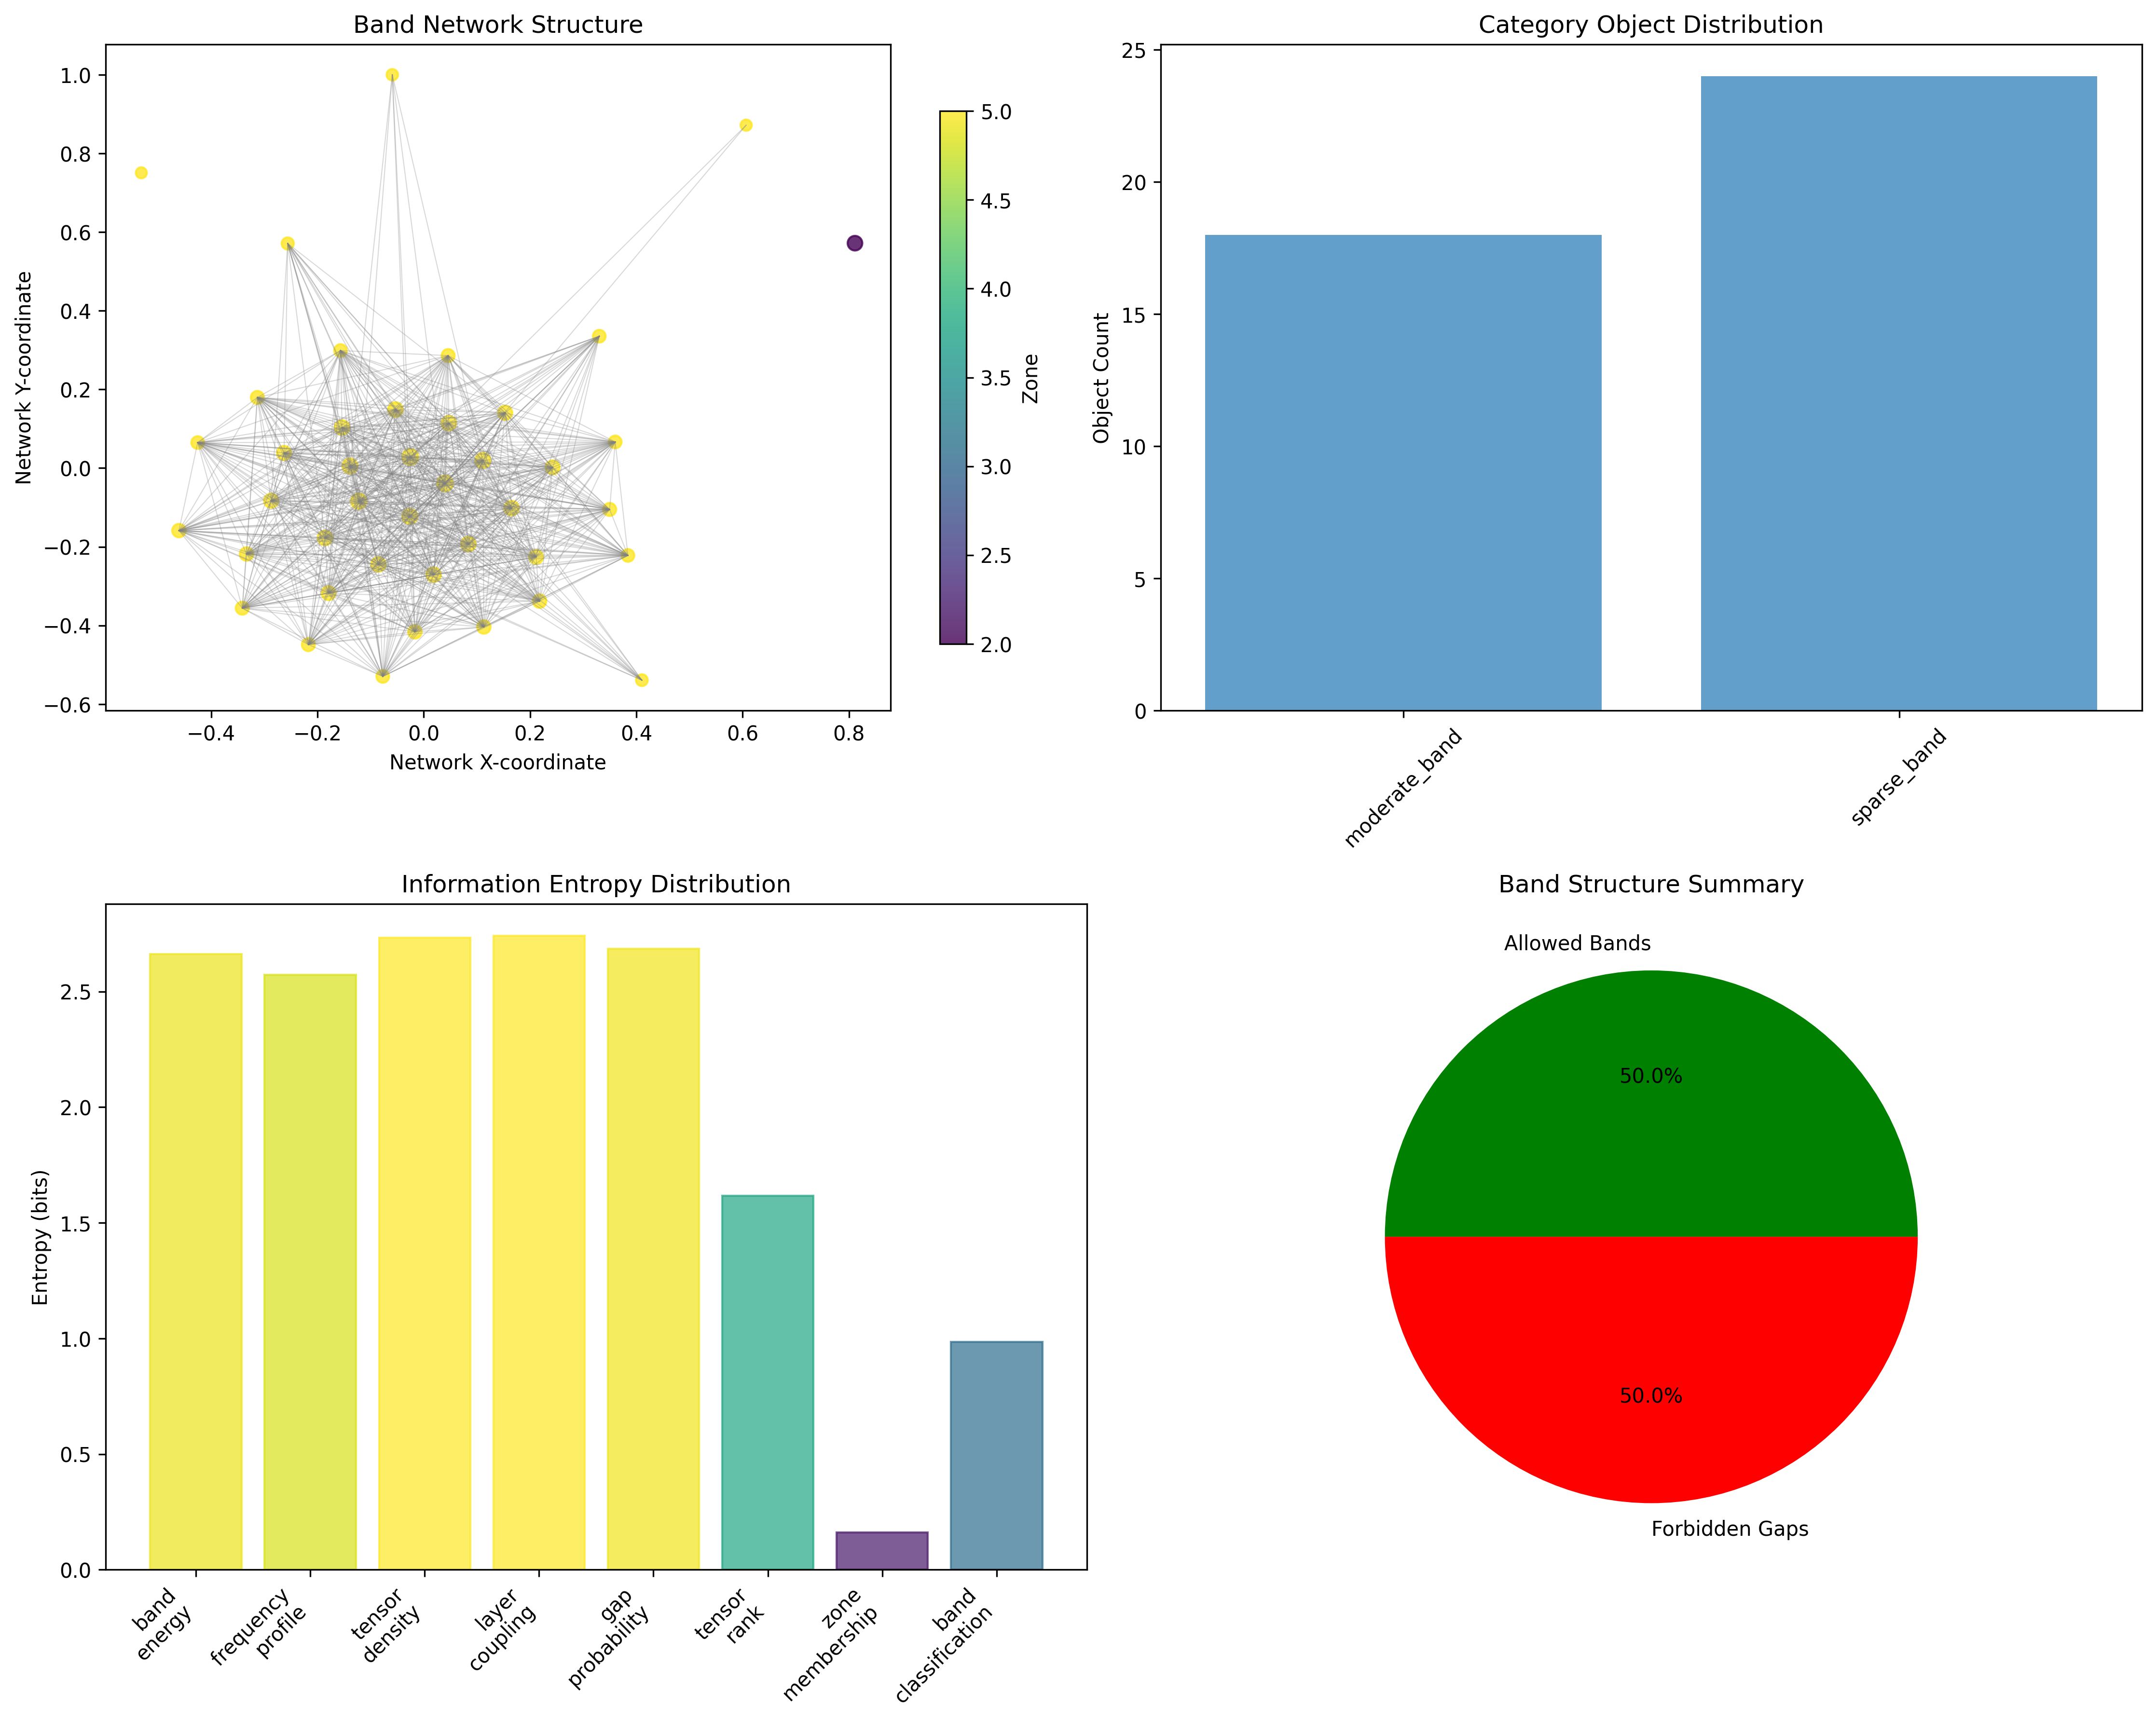 Band Network Structure
1.0
0.8
0.6
0.4
0.2
0.0
−0.2
−0.4
−0.6
Network Y-coordinate
−0.4
−0.2
0.0
0.2
0.4
0.6
0.8
Network X-coordinate
5.0
4.5
4.0
3.5
3.0
2.5
2.0
Zone
Category Object Distribution
25
20
15
10
5
0
Object Count
moderate_band
sparse_band
Information Entropy Distribution
2.5
2.0
1.5
1.0
0.5
0.0
Entropy (bits)
band
energy
frequency
profile
tensor
density
layer
coupling
gap
probability
tensor
rank
zone
membership
band
classification
Band Structure Summary
Allowed Bands
50.0%
50.0%
Forbidden Gaps